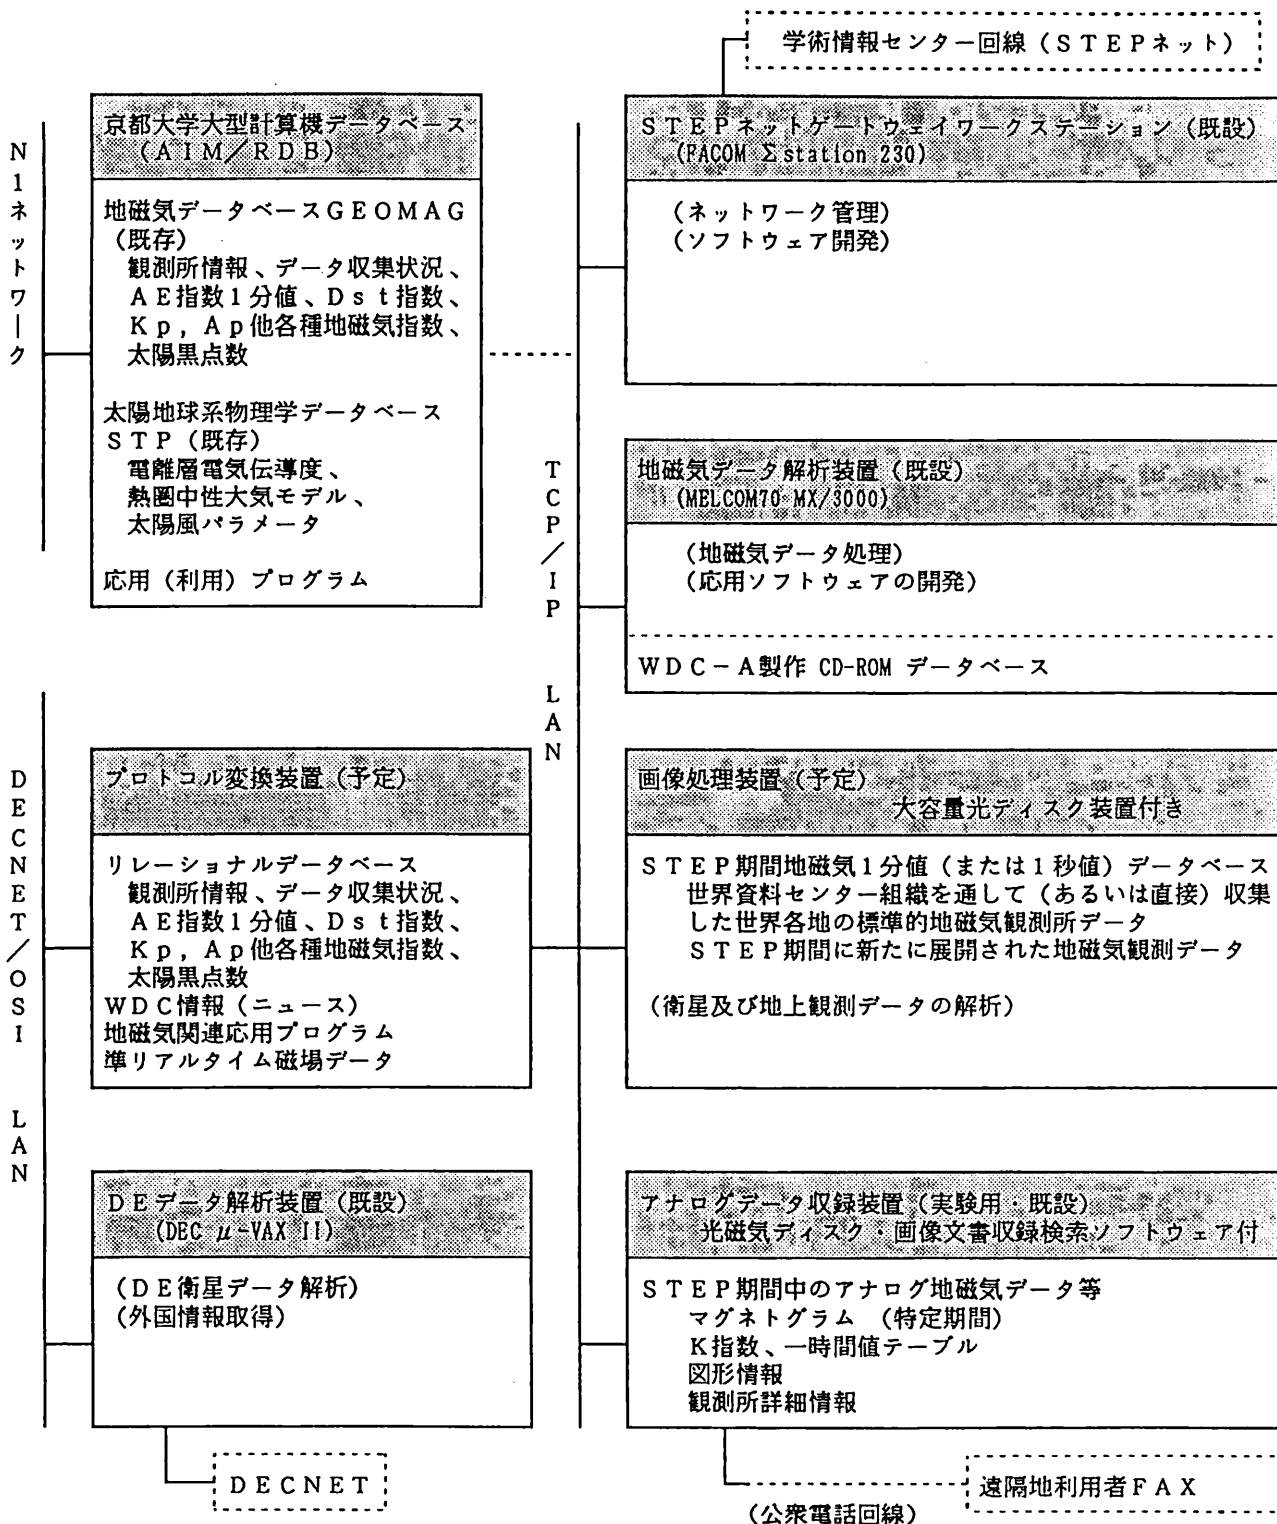 学術情報センター回線(STEPネット)
N1ネットワーク
京都大学大型計算機データベース
(AIM/RDB)
地磁気データベースGEOMAG
(既存)
観測所情報、データ収集状況、
AE指数1分値、Dst指数、
Kp,Ap他各種地磁気指数、
太陽黒点数
太陽地球系物理学データベース
STP(既存)
電離層電気伝導度、
熱圏中性大気モデル、
太陽風パラメータ
応用(利用)プログラム
TCP/IP LAN
STEPネットゲートウェイワークステーション(既設)
(FACOM Σstation 230)
(ネットワーク管理)
(ソフトウェア開発)
地磁気データ解析装置(既設)
(MELCOM70 MX/3000)
(地磁気データ処理)
(応用ソフトウェアの開発)
WDC-A製作 CD-ROM データベース
DECNET/OSI LAN
プロトコル変換装置(予定)
リレーショナルデータベース
観測所情報、データ収集状況、
AE指数1分値、Dst指数、
Kp,Ap他各種地磁気指数、
太陽黒点数
WDC情報(ニュース)
地磁気関連応用プログラム
準リアルタイム磁場データ
画像処理装置(予定)
大容量光ディスク装置付き
STEP期間地磁気1分値(または1秒値)データベース
世界資料センター組織を通して(あるいは直接)収集
した世界各地の標準的地磁気観測所データ
STEP期間に新たに展開された地磁気観測データ
(衛星及び地上観測データの解析)
DEデータ解析装置(既設)
(DEC μ-VAX II)
(DE衛星データ解析)
(外国情報取得)
DECNET
アナログデータ収録装置(実験用・既設)
光磁気ディスク・画像文書収録検索ソフトウェア付
STEP期間中のアナログ地磁気データ等
マグネトグラム (特定期間)
K指数、一時間値テーブル
図形情報
観測所詳細情報
遠隔地利用者FAX
(公衆電話回線)